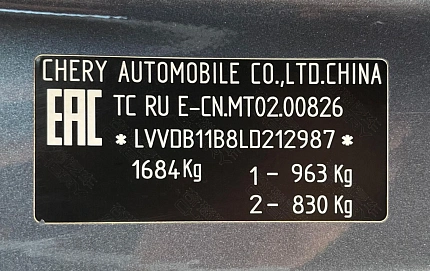 CHERY AUTOMOBILE CO.,LTD.CHINA
EAC TC RU E-CN.MT02.00826
*LVVDB11B8LD212987*
1684Kg 1- 963 Kg
2- 830 Kg